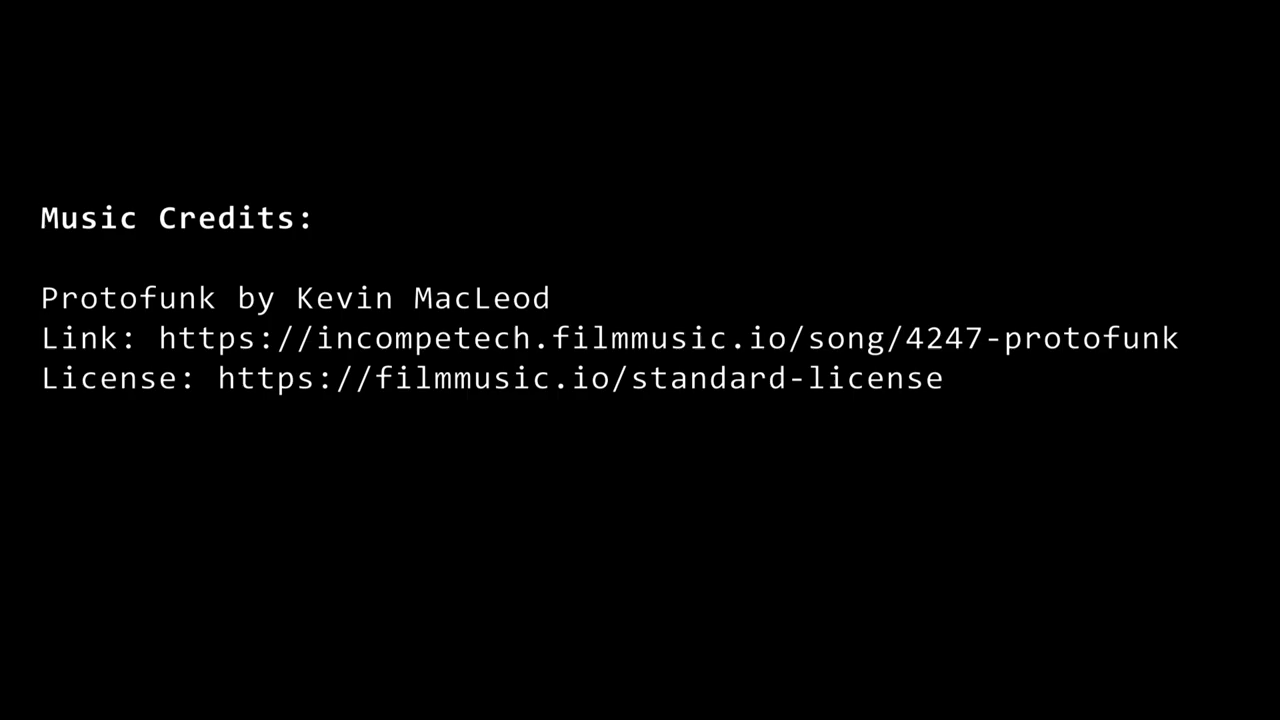 Music Credits:
Protofunk by Kevin MacLeod
Link: https://incompetech.filmmusic.io/song/4247-protofunk
License: https://filmmusic.io/standard-license